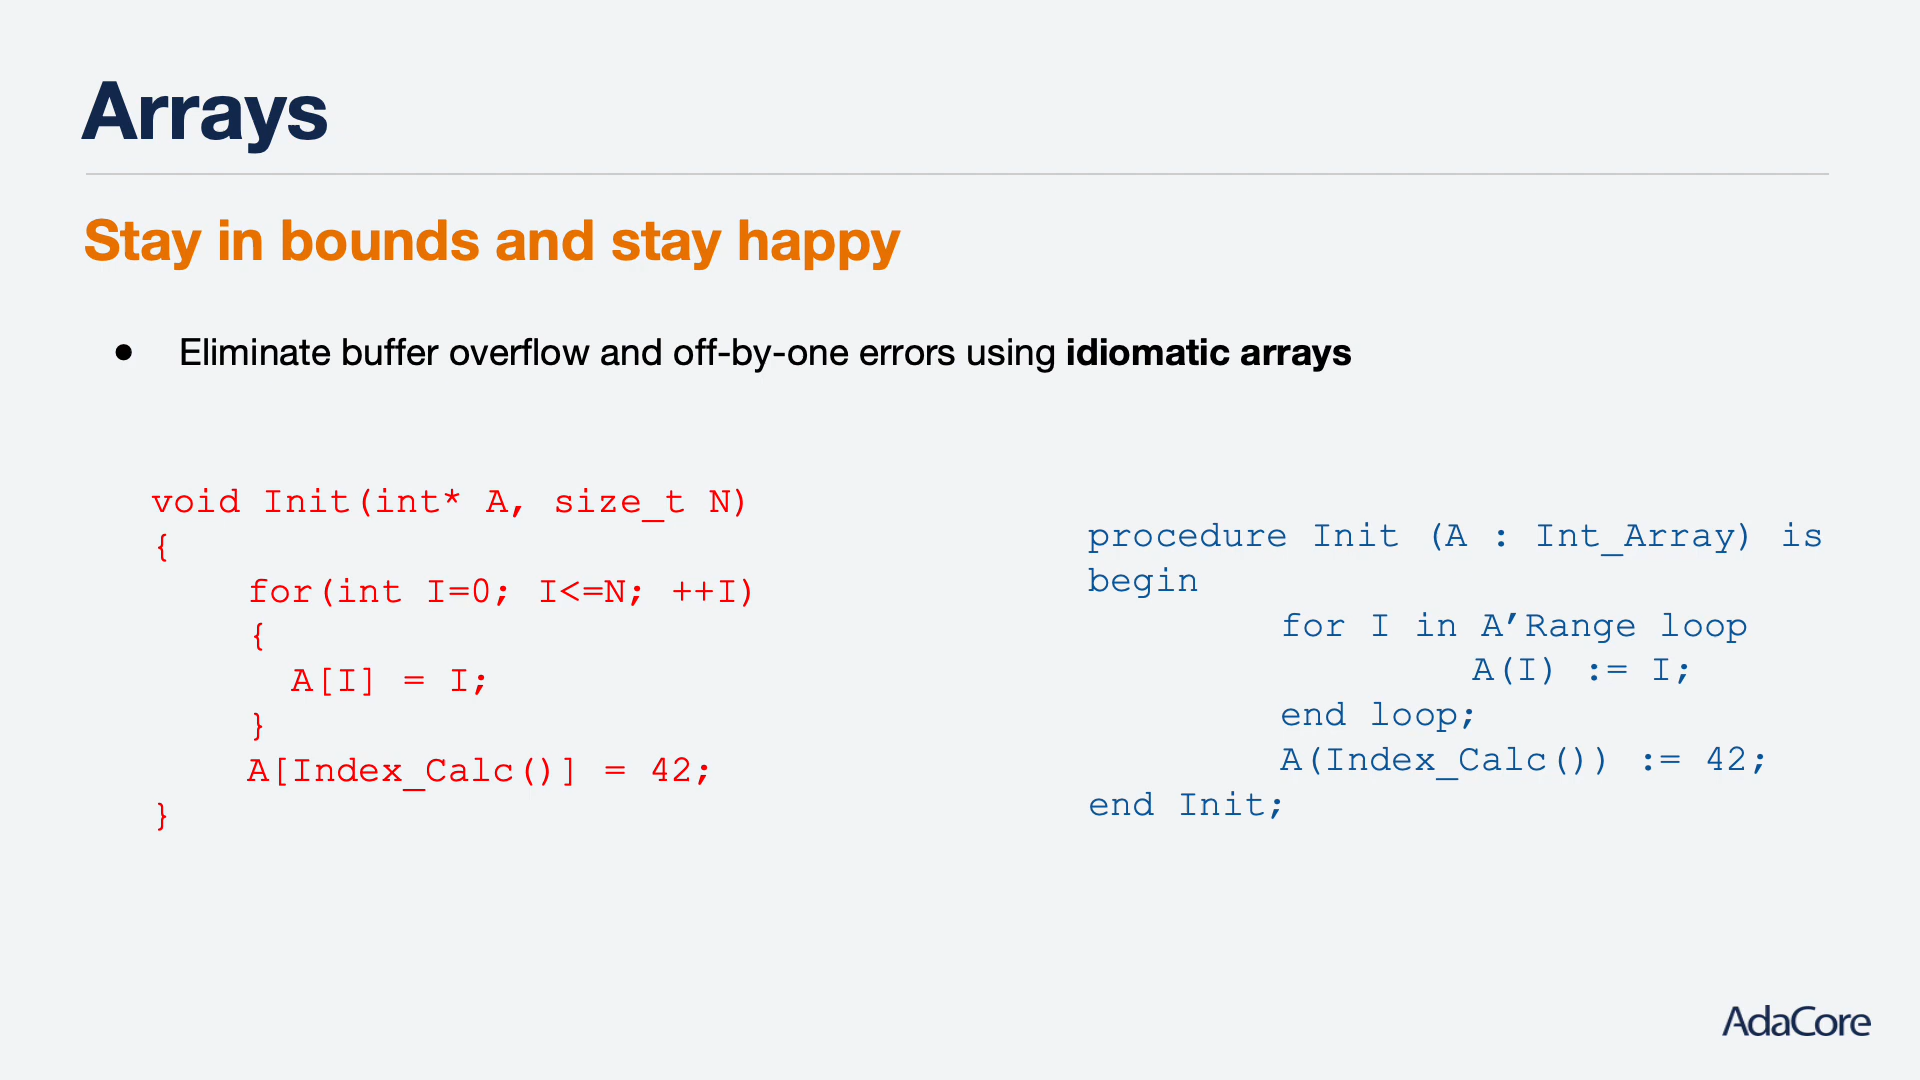 Arrays
Stay in bounds and stay happy
● Eliminate buffer overflow and off-by-one errors using idiomatic arrays
void Init(int* A, size_t N)
{
for(int I=0; I<=N; ++I)
{
A[I] = I;
}
A[Index_Calc()] = 42;
}
procedure Init (A : Int_Array) is
begin
for I in A’Range loop
A(I) := I;
end loop;
A(Index_Calc()) := 42;
end Init;
AdaCore